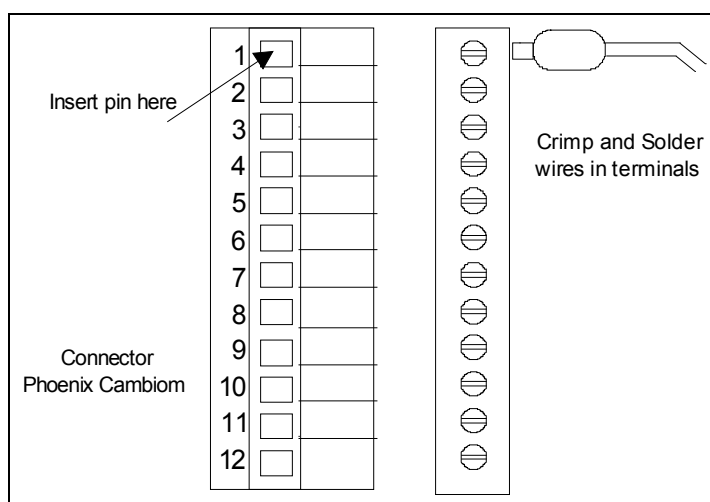 1
Insert pin here
2
3
4
5
6
7
8
9
10
11
12
Connector
Phoenix Cambiom
Crimp and Solder
wires in terminals